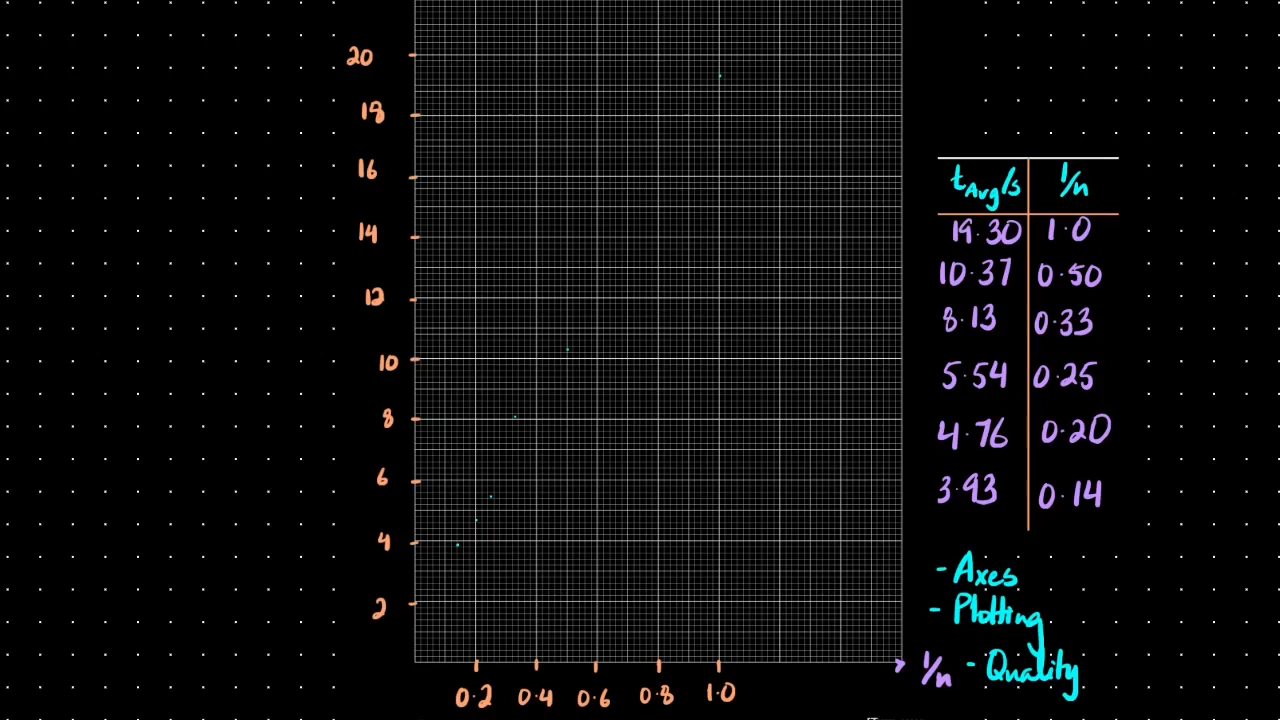 20
18
16
14
12
10
8
6
4
2
0.2 0.4 0.6 0.8 1.0
1/n
tAvg/s 1/n
19.30 1.0
10.37 0.50
8.13 0.33
5.54 0.25
4.76 0.20
3.93 0.14
- Axes
- Plotting
- Quality